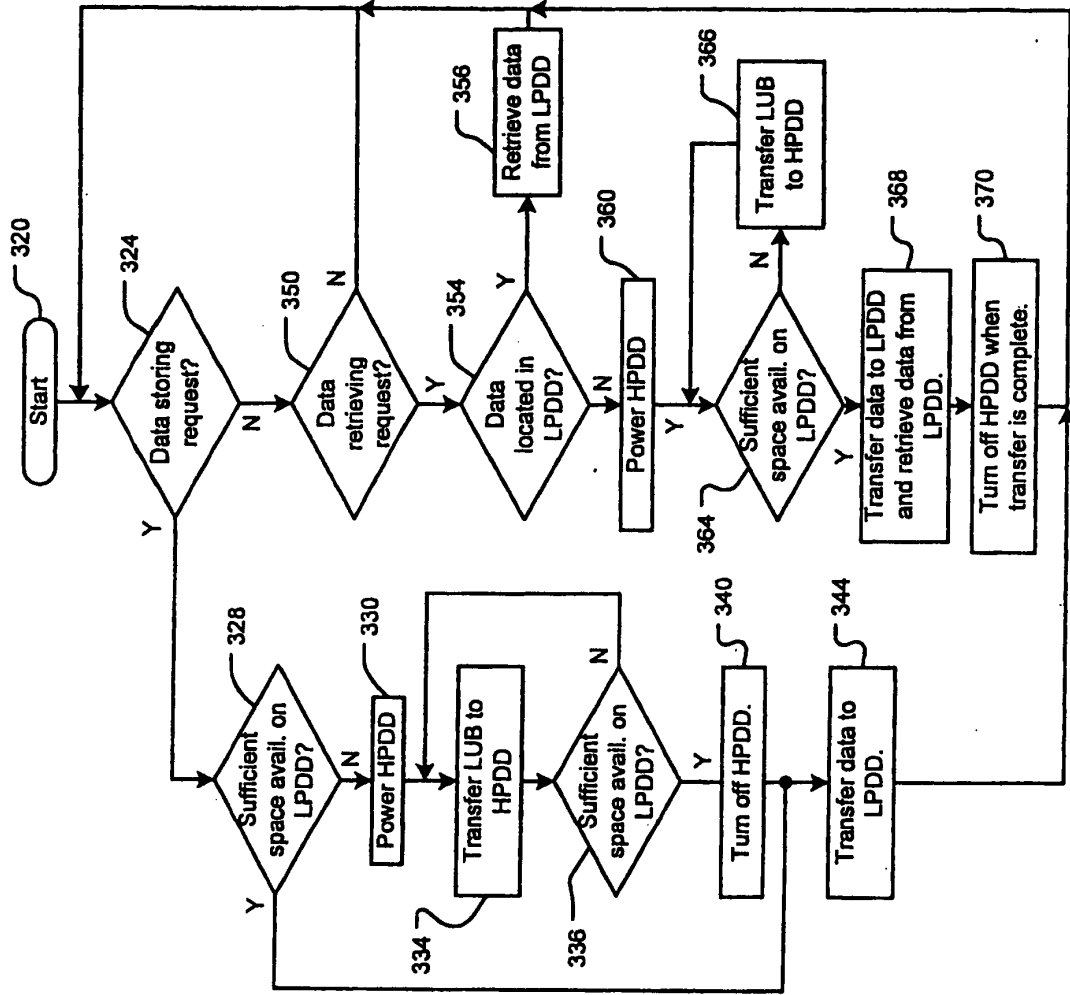 Start
320
Data storing
request?
324
Y
N
Sufficient
space avail. on
LPDD?
328
Y
N
Power HPDD
330
Transfer LUB to
HPDD
334
Sufficient
space avail. on
LPDD?
336
N
Y
Turn off HPDD.
340
Transfer data to
LPDD.
344
Data
retrieving
request?
350
N
Y
Data
located in
LPDD?
354
Y
N
Retrieve data
from LPDD
356
Power HPDD
360
Y
Sufficient
space avail. on
LPDD?
364
N
Y
Transfer LUB
to HPDD
366
Transfer data to LPDD
and retrieve data from
LPDD.
368
Turn off HPDD when
transfer is complete.
370